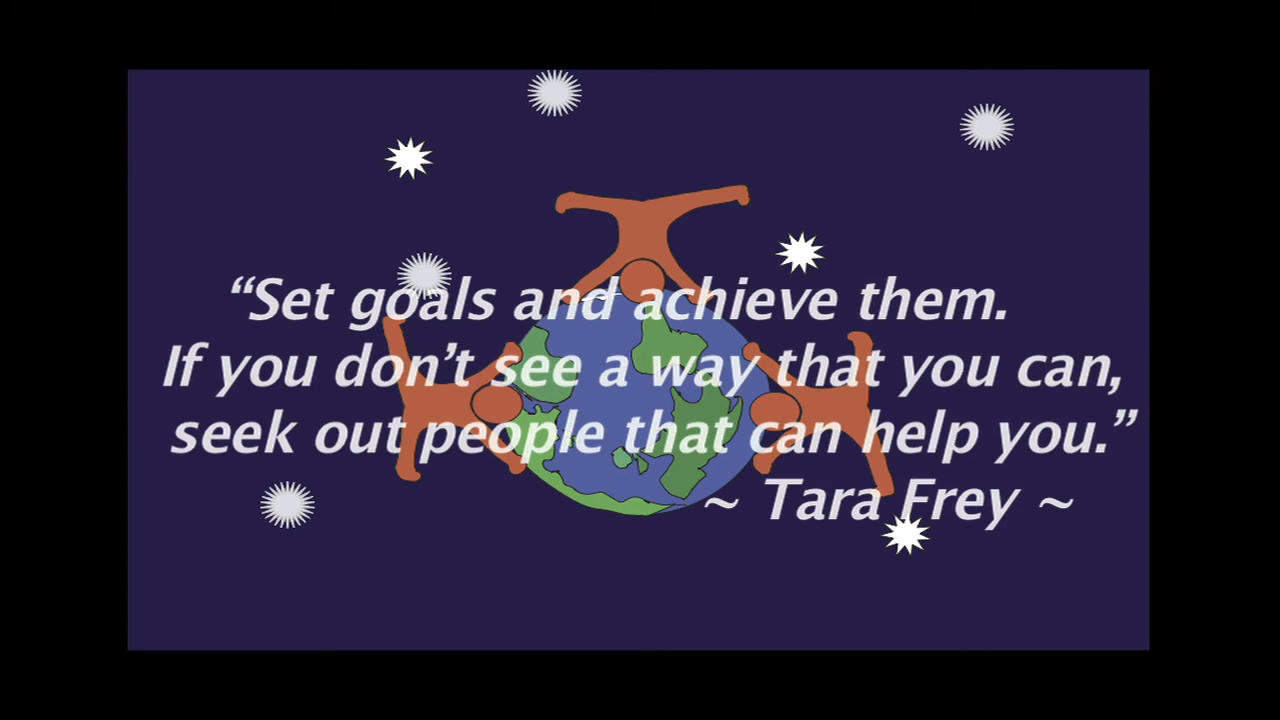 “Set goals and achieve them.
If you don’t see a way that you can,
seek out people that can help you.”
~ Tara Frey ~